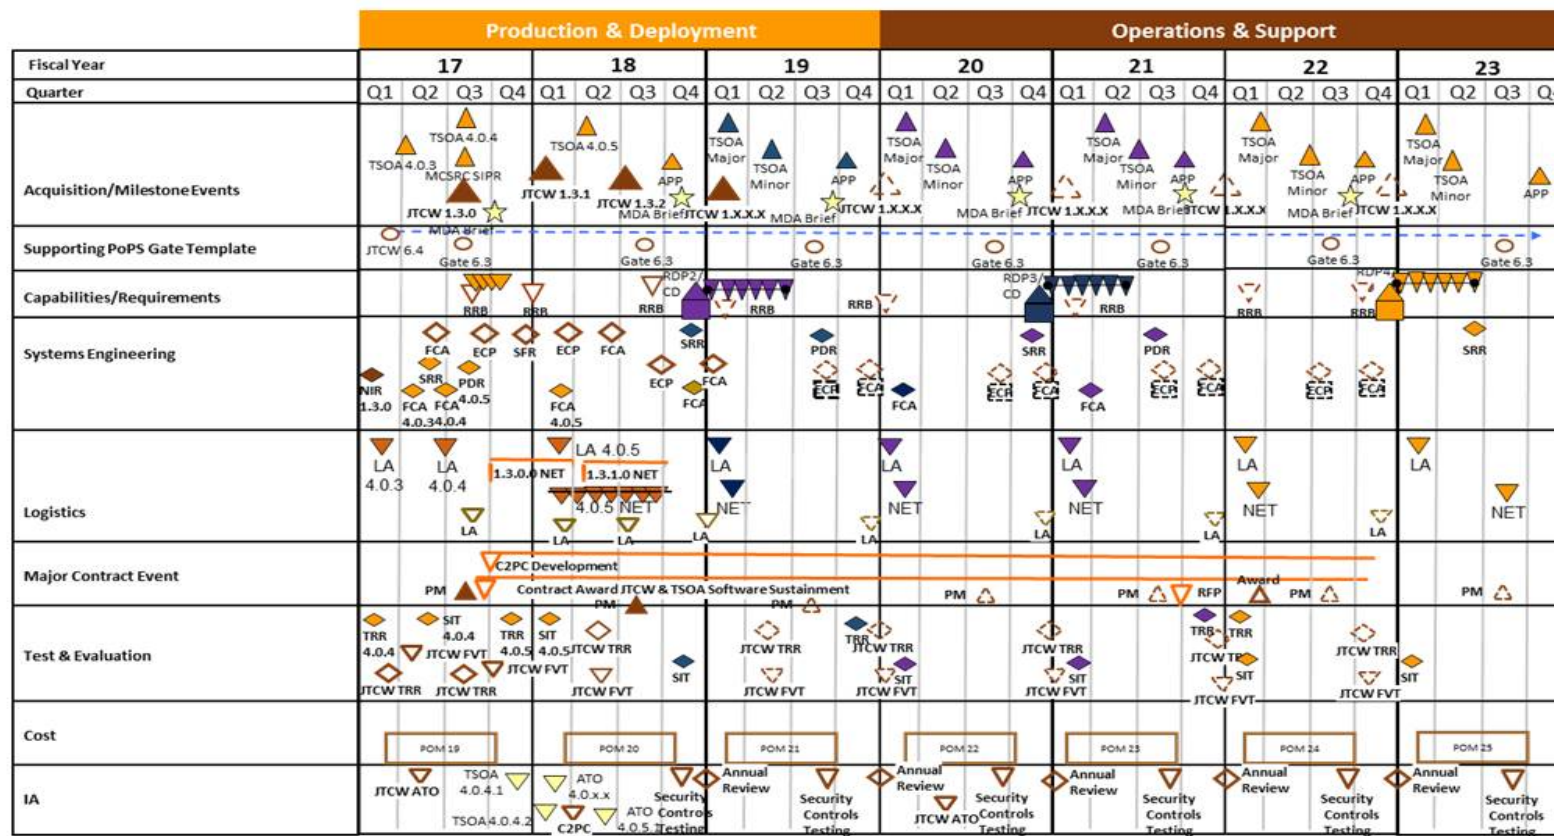 Production & Deployment Operations & Support
Fiscal Year 17 18 19 20 21 22 23
Quarter Q1 Q2 Q3 Q4 Q1 Q2 Q3 Q4 Q1 Q2 Q3 Q4 Q1 Q2 Q3 Q4 Q1 Q2 Q3 Q4 Q1 Q2 Q3 Q4 Q1 Q2 Q3
Acquisition/Milestone Events
TSOA 4.0.3
TSOA 4.0.4
MCSRC SIPR
JTCW 1.3.0
MDA Brief
TSOA 4.0.5
JTCW 1.3.1
JTCW 1.3.2
APP
MDA Brief
JTCW 1.X.X.X
TSOA
Major
TSOA
Minor
APP
MDA Brief
JTCW 1.X.X.X
TSOA
Major
TSOA
Minor
APP
MDA Brief
JTCW 1.X.X.X
TSOA
Major
TSOA
Minor
APP
MDA Brief
JTCW 1.X.X.X
TSOA
Major
TSOA
Minor
APP
MDA Brief
JTCW 1.X.X.X
TSOA
Major
TSOA
Minor
APP
Supporting PoPS Gate Template
JTCW 6.4
Gate 6.3
Gate 6.3
Gate 6.3
Gate 6.3
Gate 6.3
Gate 6.3
Gate 6.3
Capabilities/Requirements
RRB
RRB
RRB
RDP2/
CD
RRB
RRB
RDP3/
CD
RRB
RRB
RRB
RDP4/
Systems Engineering
FCA ECP SFR ECP FCA SRR PDR SRR PDR SRR
SRR PDR
4.0.5
NIR
1.3.0
FCA
4.0.3
FCA
4.0.4
FCA
4.0.5
ECP
FCA
FCA
ECP
FCA
FCA
ECP
FCA
FCA
ECP
FCA
ECP
FCA
Logistics
LA
4.0.3
LA
4.0.4
1.3.0.0 NET
LA
LA 4.0.5
1.3.1.0 NET
4.0.5 NET
LA
LA
LA
LA
NET
LA
LA
NET
LA
LA
NET
LA
LA
NET
LA
LA
NET
Major Contract Event
C2PC Development
Contract Award JTCW & TSOA Software Sustainment
PM
PM
PM
PM
PM
RFP
Award
PM
PM
Test & Evaluation
TRR
4.0.4
SIT
4.0.4
TRR
4.0.5
SIT
4.0.5
JTCW FVT
JTCW TRR
JTCW TRR
JTCW FVT
JTCW TRR
JTCW FVT
SIT
JTCW TRR
JTCW FVT
TRR
JTCW TRR
SIT
JTCW FVT
JTCW TRR
SIT
JTCW FVT
TRR
JTCW TRR
JTCW FVT
TRR
SIT
JTCW TRR
JTCW FVT
SIT
Cost
POM 19 POM 20 POM 21 POM 22 POM 23 POM 24 POM 25
IA
JTCW ATO
TSOA
4.0.4.1
TSOA 4.0.4.2
ATO
4.0.x.x
C2PC
ATO
Security
Controls
Testing
Annual
Review
Security
Controls
Testing
Annual
Review
JTCW ATO
Security
Controls
Testing
Annual
Review
Security
Controls
Testing
Annual
Review
Security
Controls
Testing
Annual
Review
Security
Controls
Testing